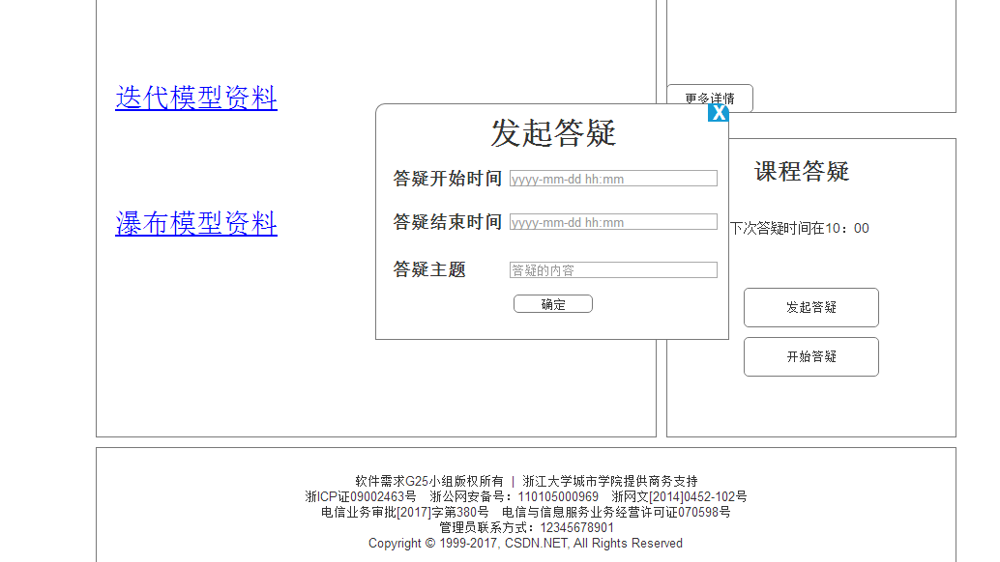 迭代模型资料
瀑布模型资料
更多详情
X
发起答疑
答疑开始时间 yyyy-mm-dd hh:mm
答疑结束时间 yyyy-mm-dd hh:mm
答疑主题 答疑的内容
确定
课程答疑
下次答疑时间在10：00
发起答疑
开始答疑
软件需求G25小组版权所有 | 浙江大学城市学院提供商务支持
浙ICP证09002463号 浙公网安备号：110105000969 浙网文[2014]0452-102号
电信业务审批[2017]字第380号 电信与信息服务业务经营许可证070598号
管理员联系方式：12345678901
Copyright © 1999-2017, CSDN.NET, All Rights Reserved